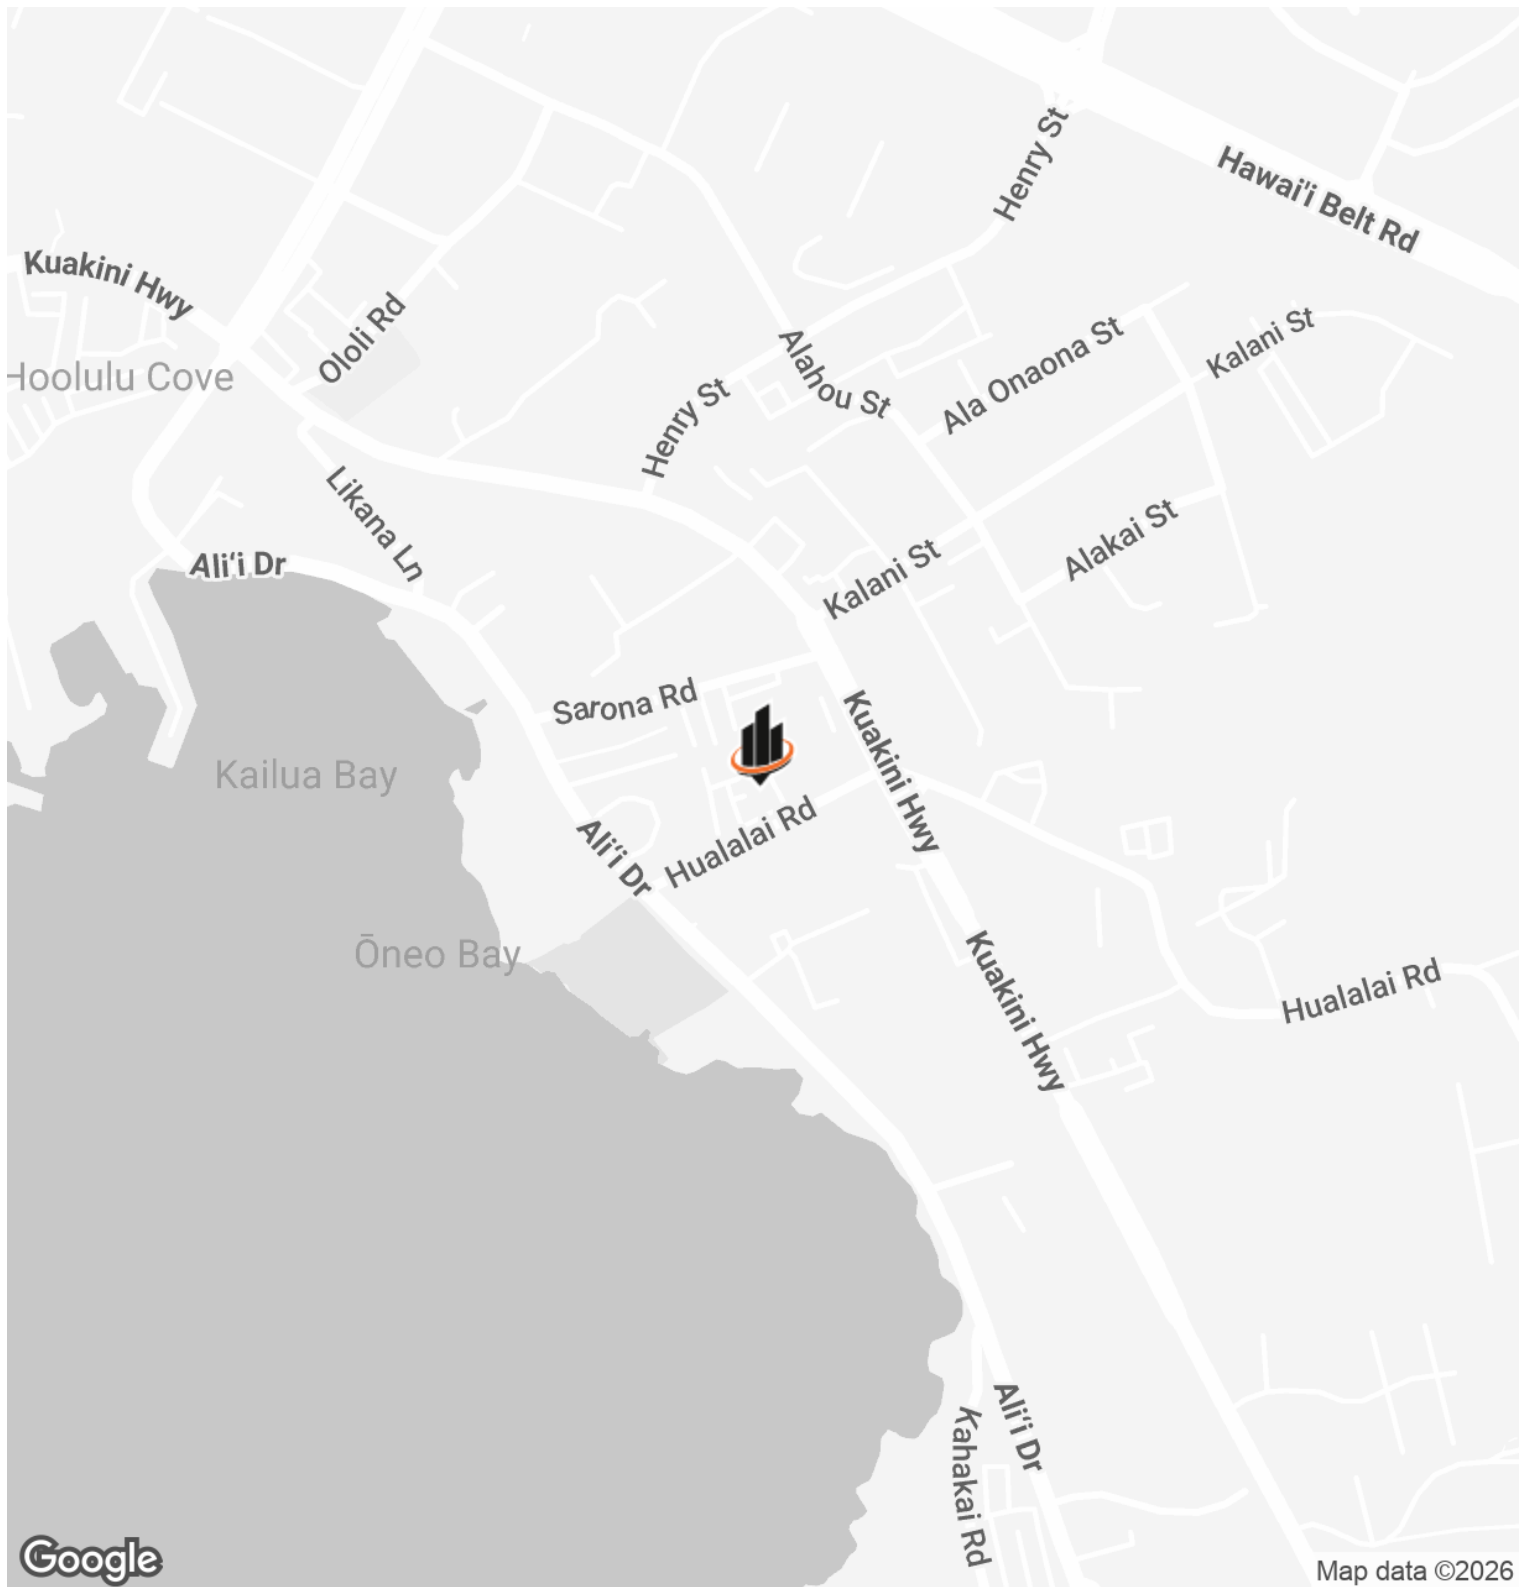 Henry St
Hawai'i Belt Rd
Kuakini Hwy
Ololi Rd
Hoolulu Cove
Alahou St
Ala Onaona St
Kalani St
Henry St
Likana Ln
Ali‘i Dr
Kalani St
Alakai St
Sarona Rd
Kuakini Hwy
Kailua Bay
Ali‘i Dr
Hualalai Rd
Ōneo Bay
Kuakini Hwy
Hualalai Rd
Ali‘i Dr
Kahakai Rd
Google
Map data ©2026